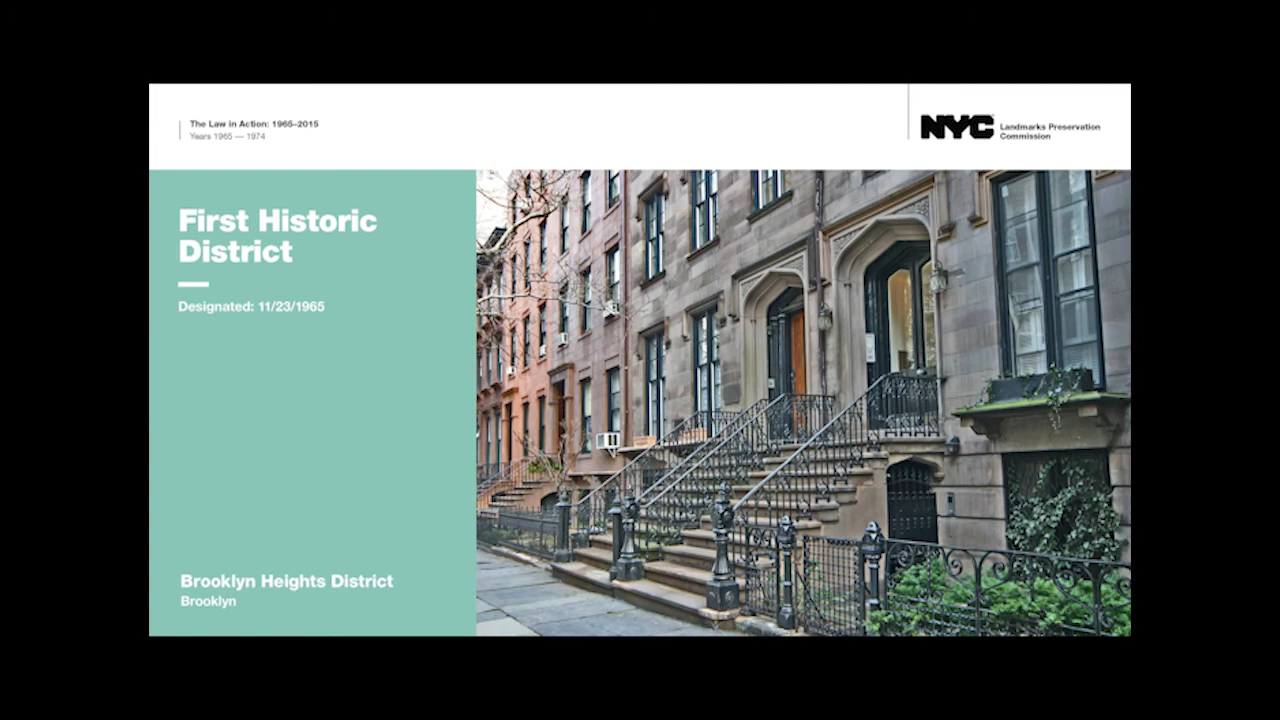 The Law in Action: 1965–2015
Years 1965 — 1974
NYC
Landmarks Preservation
Commission
First Historic
District
Designated: 11/23/1965
Brooklyn Heights District
Brooklyn